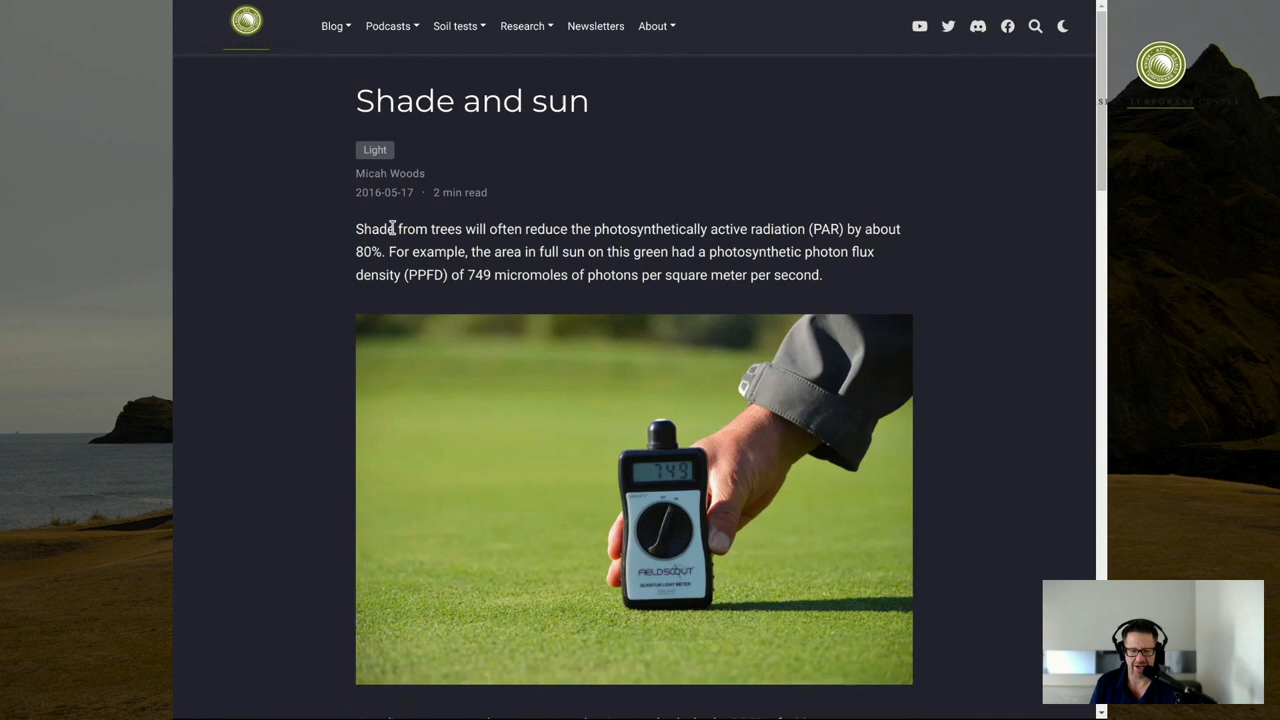 Blog Podcasts Soil tests Research Newsletters About
Shade and sun
Light
Micah Woods
2016-05-17 · 2 min read
Shade from trees will often reduce the photosynthetically active radiation (PAR) by about
80%. For example, the area in full sun on this green had a photosynthetic photon flux
density (PPFD) of 749 micromoles of photons per square meter per second.
749
FIELDSCOUT
QUANTUM LIGHT METER